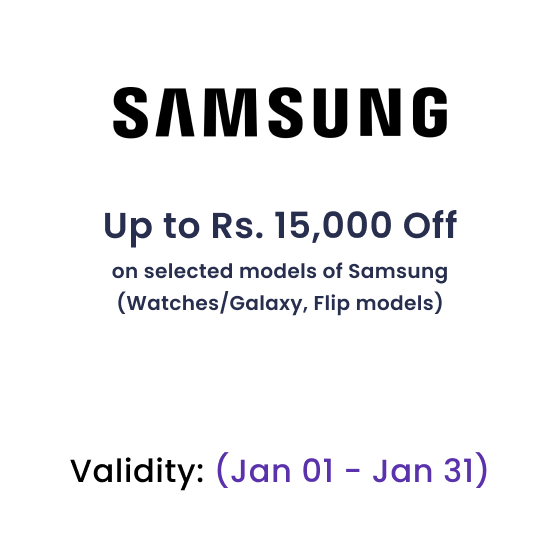 SAMSUNG
Up to Rs. 15,000 Off
on selected models of Samsung
(Watches/Galaxy, Flip models)
Validity: (Jan 01 - Jan 31)